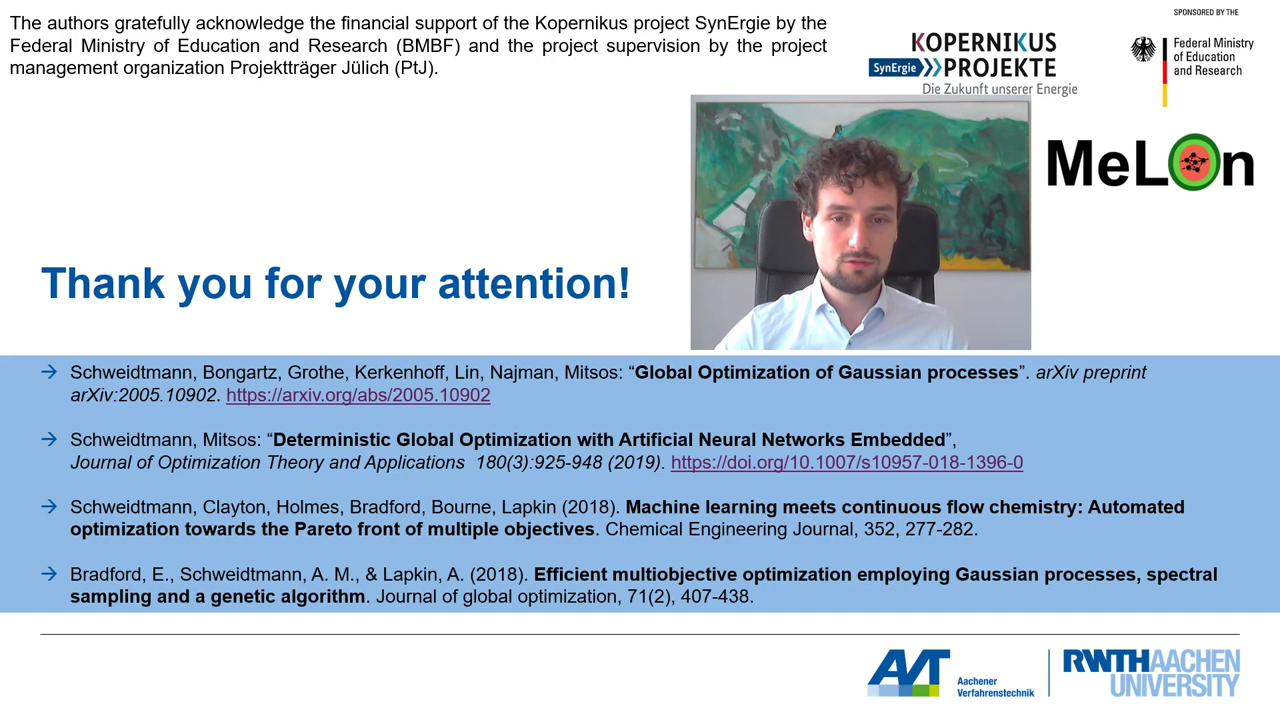 The authors gratefully acknowledge the financial support of the Kopernikus project SynErgie by the
Federal Ministry of Education and Research (BMBF) and the project supervision by the project
management organization Projektträger Jülich (PtJ).
SPONSORED BY THE
KOPERNIKUS
SynErgie PROJEKTE
Die Zukunft unserer Energie
Federal Ministry
of Education
and Research
MeLOn
Thank you for your attention!
→ Schweidtmann, Bongartz, Grothe, Kerkenhoff, Lin, Najman, Mitsos: “Global Optimization of Gaussian processes”. arXiv preprint
arXiv:2005.10902. https://arxiv.org/abs/2005.10902
→ Schweidtmann, Mitsos: “Deterministic Global Optimization with Artificial Neural Networks Embedded”,
Journal of Optimization Theory and Applications 180(3):925-948 (2019). https://doi.org/10.1007/s10957-018-1396-0
→ Schweidtmann, Clayton, Holmes, Bradford, Bourne, Lapkin (2018). Machine learning meets continuous flow chemistry: Automated
optimization towards the Pareto front of multiple objectives. Chemical Engineering Journal, 352, 277-282.
→ Bradford, E., Schweidtmann, A. M., & Lapkin, A. (2018). Efficient multiobjective optimization employing Gaussian processes, spectral
sampling and a genetic algorithm. Journal of global optimization, 71(2), 407-438.
AVT
Aachener
Verfahrenstechnik
RWTHAACHEN
UNIVERSITY